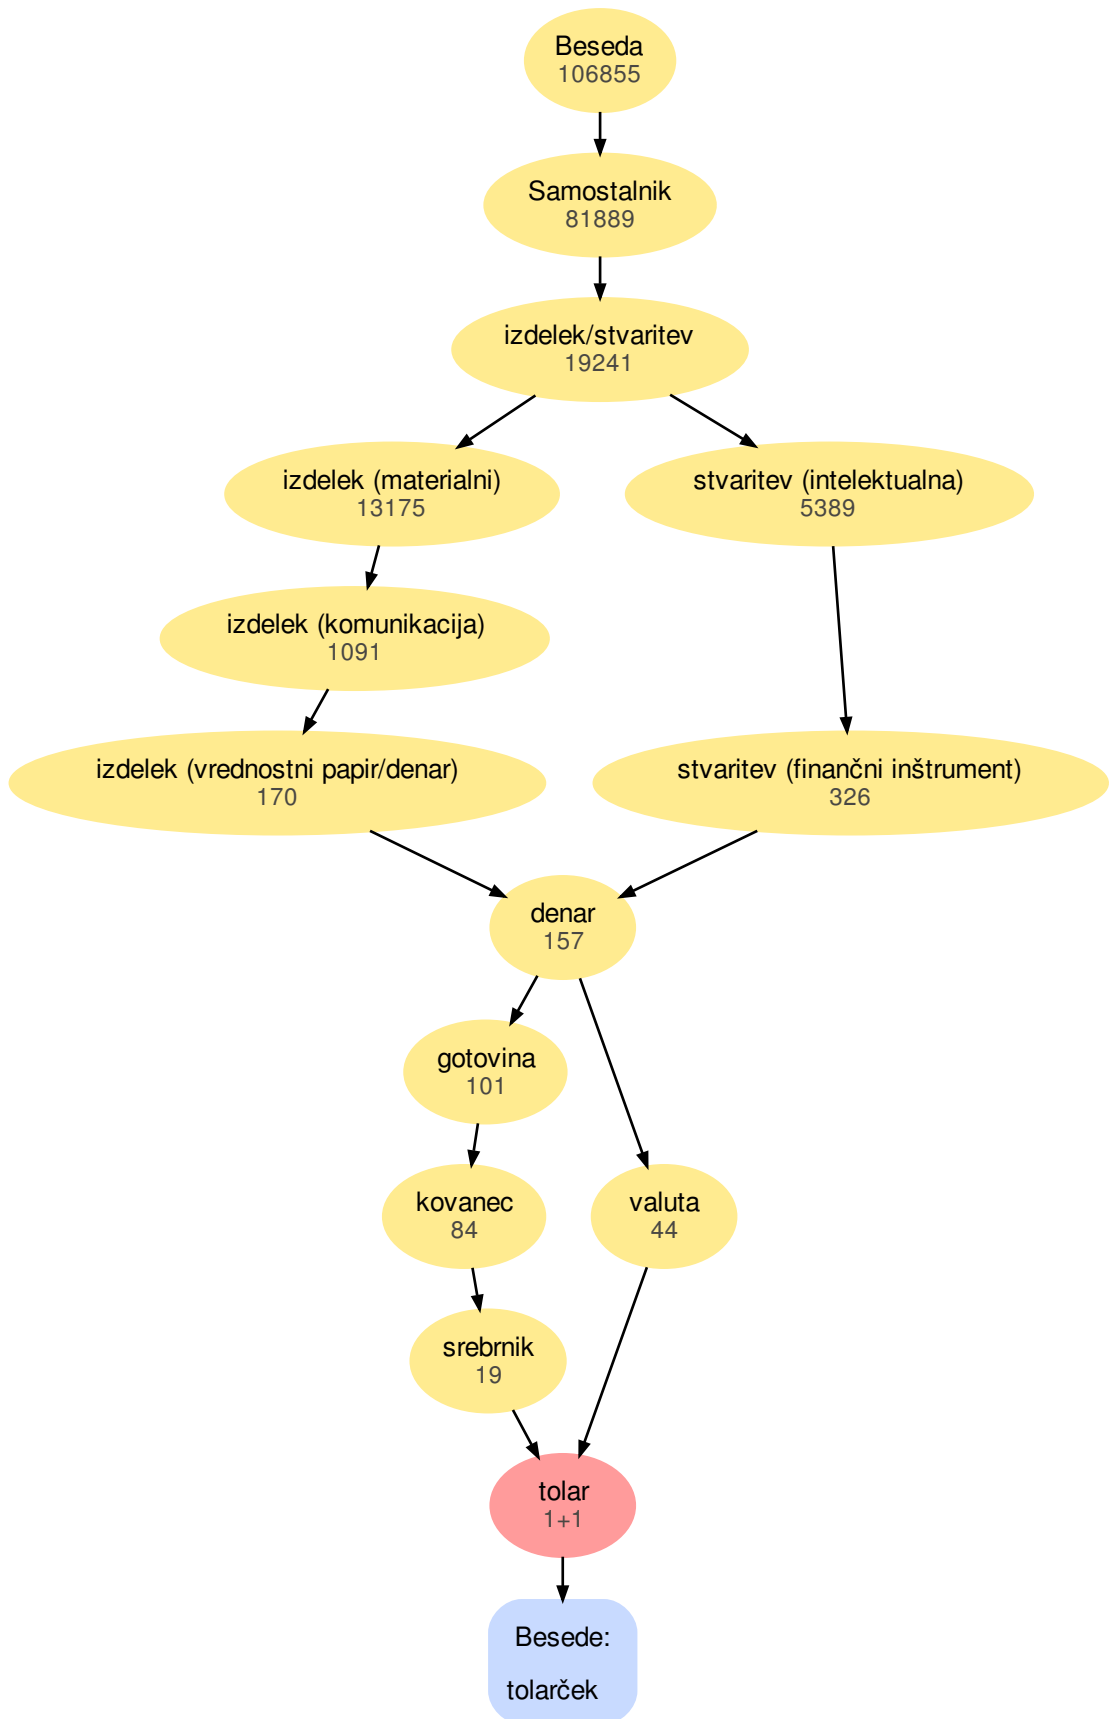 Beseda
106855
Samostalnik
81889
izdelek/stvaritev
19241
izdelek (materialni)
13175
stvaritev (intelektualna)
5389
izdelek (komunikacija)
1091
izdelek (vrednostni papir/denar)
170
stvaritev (finančni inštrument)
326
denar
157
gotovina
101
kovanec
84
valuta
44
srebrnik
19
tolar
1+1
Besede:
tolarček